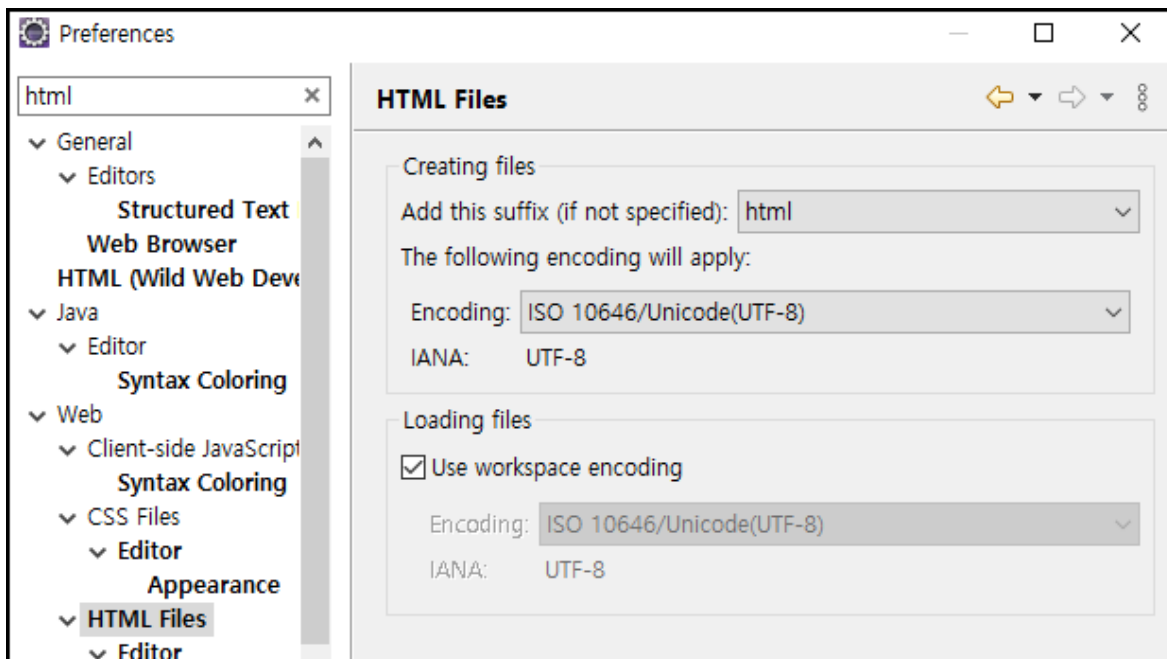 Preferences
html
General
Editors
Structured Text
Web Browser
HTML (Wild Web Deve
Java
Editor
Syntax Coloring
Web
Client-side JavaScript
Syntax Coloring
CSS Files
Editor
Appearance
HTML Files
Editor
HTML Files
Creating files
Add this suffix (if not specified): html
The following encoding will apply:
Encoding: ISO 10646/Unicode(UTF-8)
IANA: UTF-8
Loading files
Use workspace encoding
Encoding: ISO 10646/Unicode(UTF-8)
IANA: UTF-8